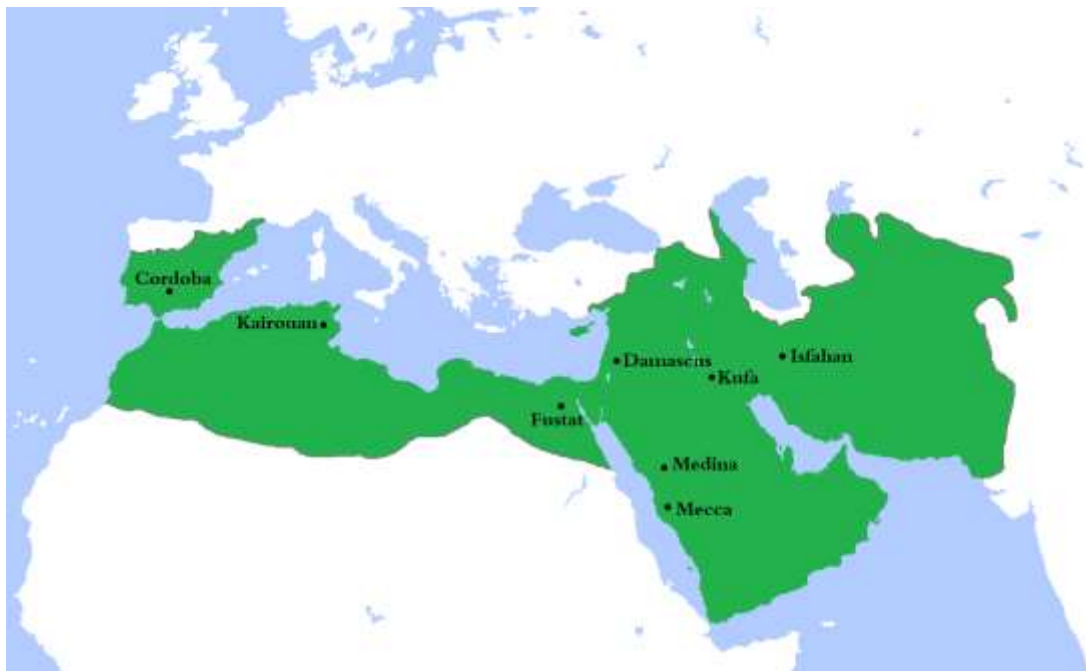 Cordoba
Kairouan
Damascus
Isfahan
Kufa
Fustat
Medina
Mecca